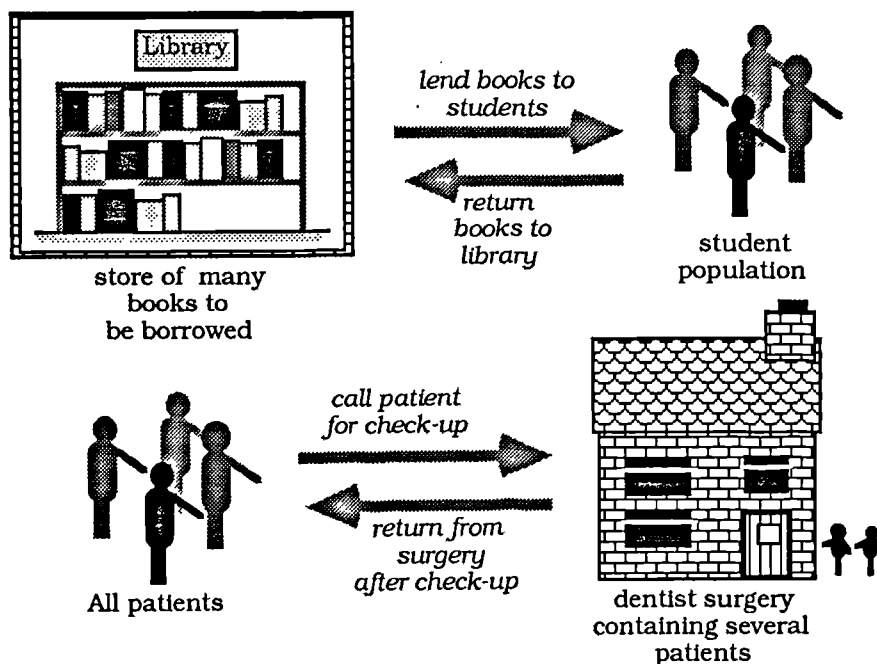 Library
lend books to
students
return
books to
library
store of many
books to
be borrowed
student
population
call patient
for check-up
return from
surgery
after check-up
All patients
dentist surgery
containing several
patients